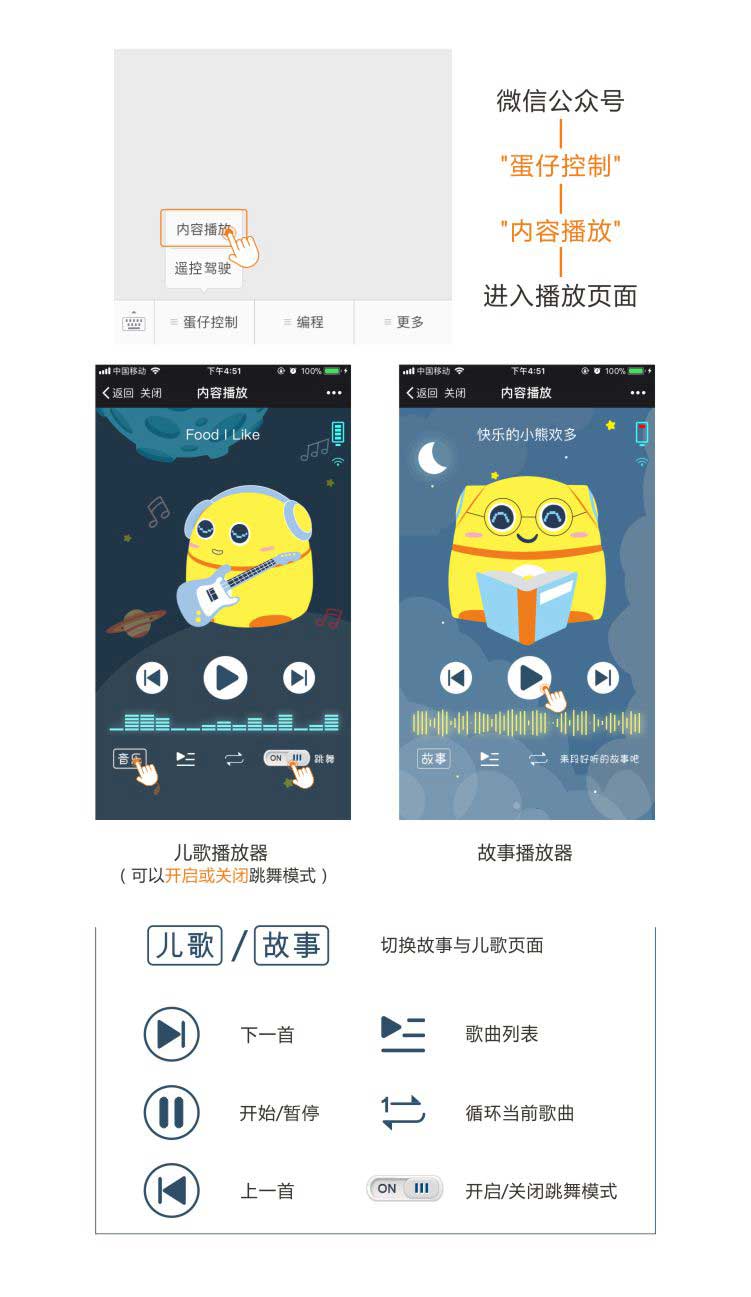 微信公众号
"蛋仔控制"
"内容播放"
进入播放页面
内容播放
遥控驾驶
蛋仔控制
编程
更多
中国移动
下午4:51
100%
返回 关闭
内容播放
Food I Like
音乐
ON
跳舞
中国移动
下午4:51
100%
返回 关闭
内容播放
快乐的小熊欢多
故事
来段好听的故事吧
儿歌播放器
（可以开启或关闭跳舞模式）
故事播放器
儿歌/故事
切换故事与儿歌页面
下一首
歌曲列表
开始/暂停
1
循环当前歌曲
上一首
ON
开启/关闭跳舞模式